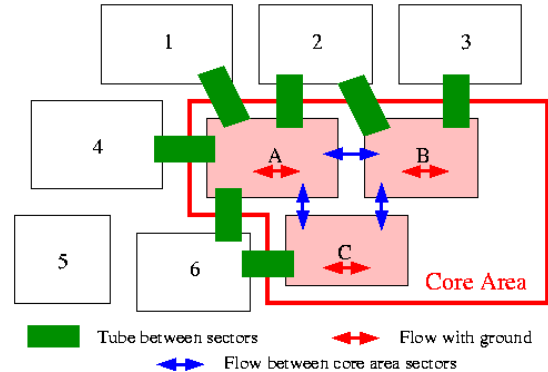 1
2
3
4
A
B
5
6
C
Core Area
Tube between sectors
Flow with ground
Flow between core area sectors